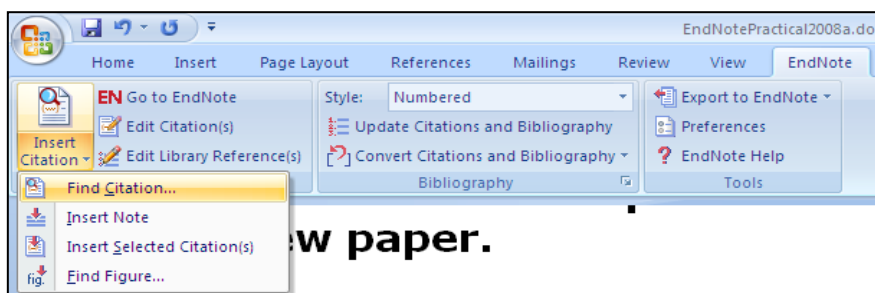 EndNotePractical2008a.do
Home Insert Page Layout References Mailings Review View EndNote
Insert Citation
EN Go to EndNote
Edit Citation(s)
Edit Library Reference(s)
Style: Numbered
Update Citations and Bibliography
Convert Citations and Bibliography
Bibliography
Export to EndNote
Preferences
? EndNote Help
Tools
Find Citation...
Insert Note
Insert Selected Citation(s)
fig. Find Figure...
ew paper.